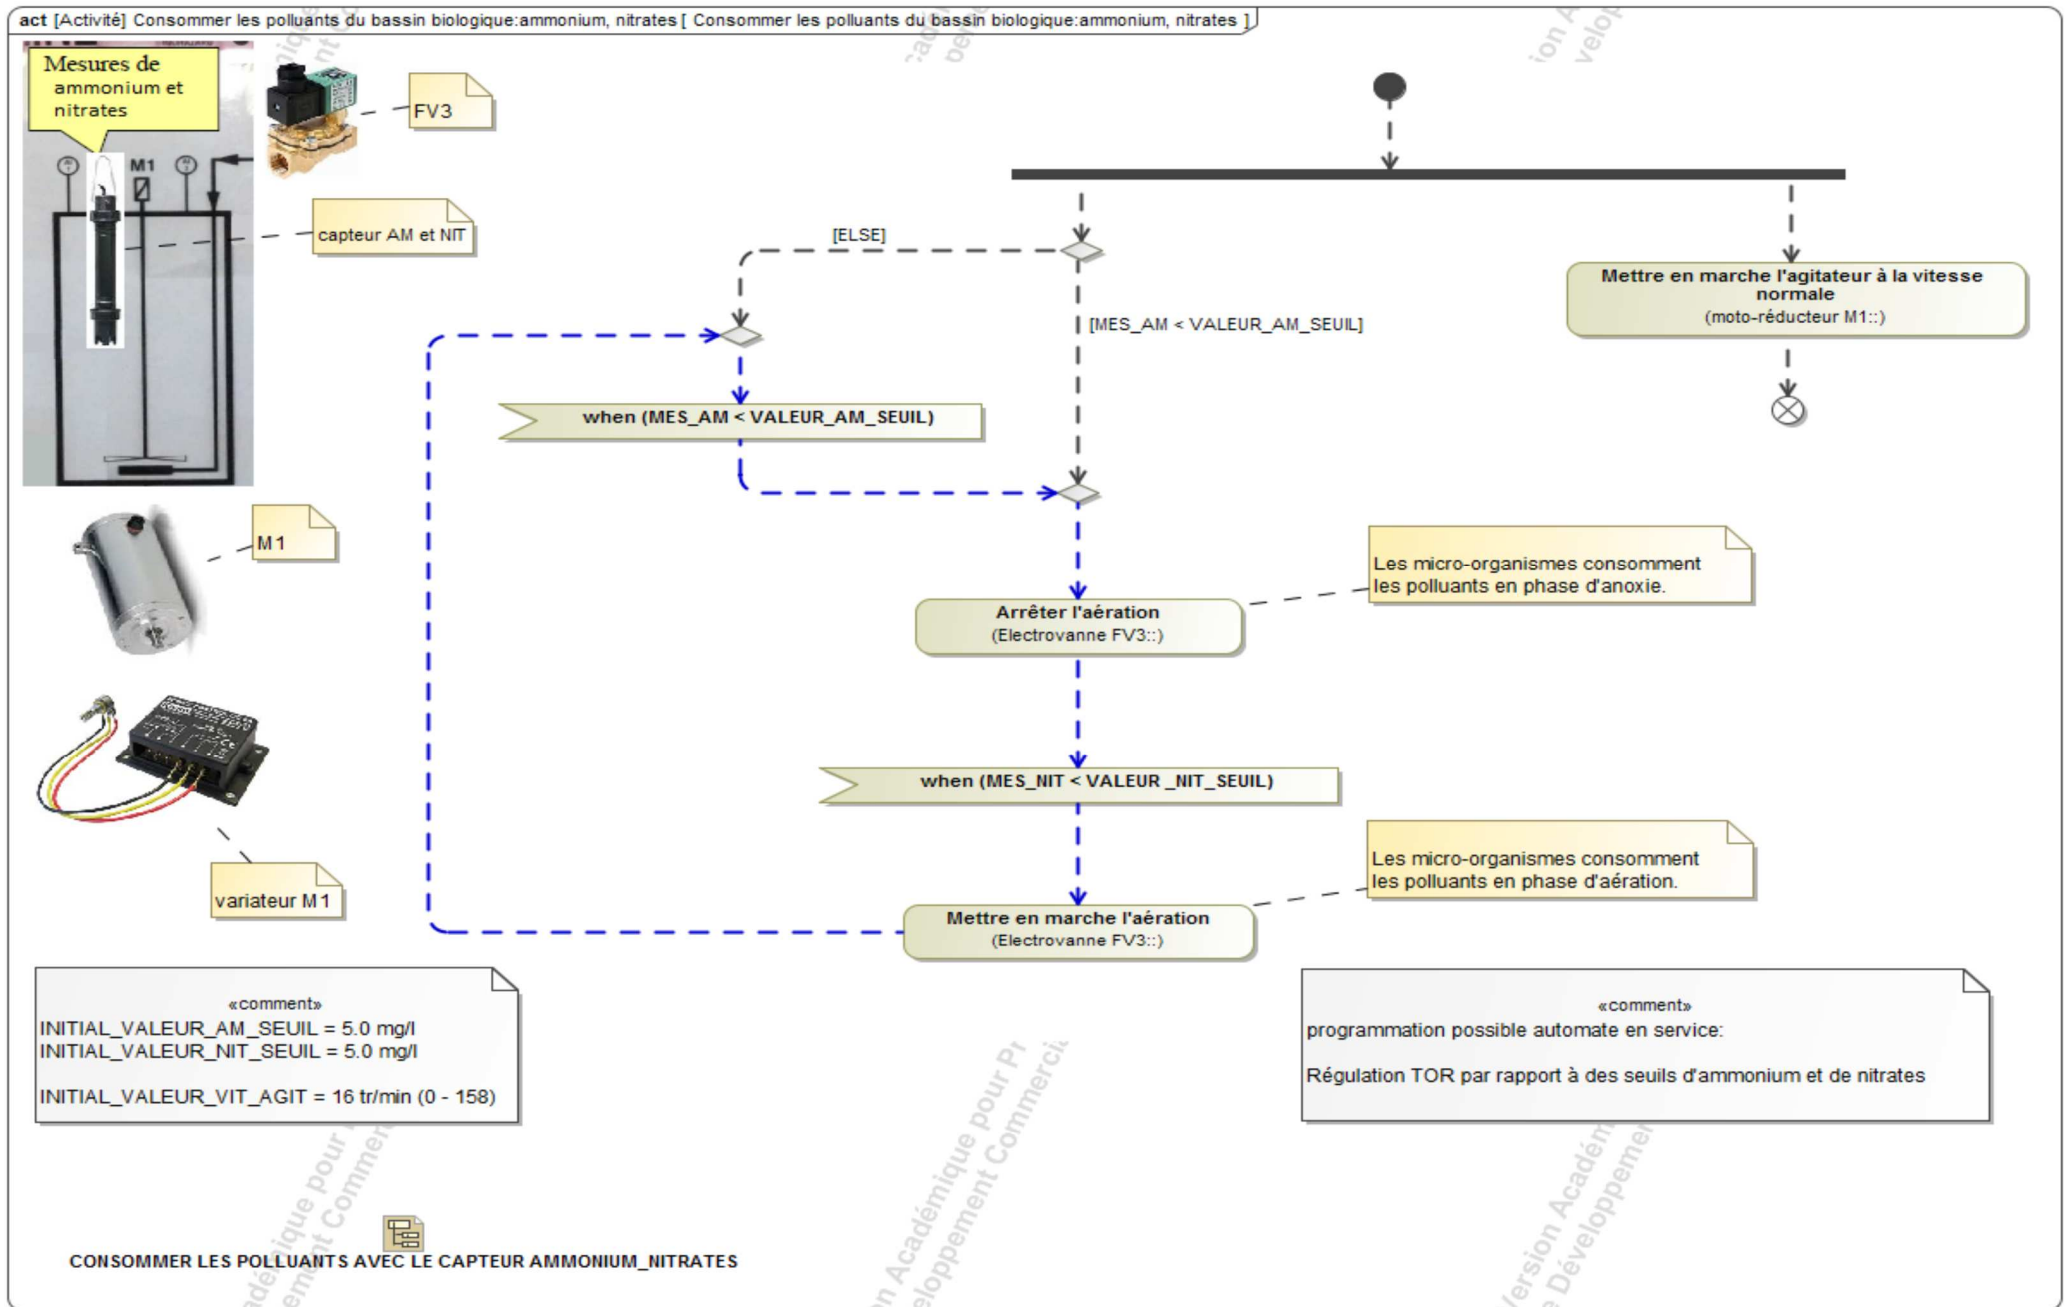 act [Activité] Consommer les polluants du bassin biologique:ammonium, nitrates [ Consommer les polluants du bassin biologique:ammonium, nitrates ]
Mesures de
ammonium et
nitrates
FV3
M1
capteur AM et NIT
[ELSE]
[MES_AM < VALEUR_AM_SEUIL]
Mettre en marche l'agitateur à la vitesse
normale
(moto-réducteur M1::)
when (MES_AM < VALEUR_AM_SEUIL)
M1
Les micro-organismes consomment
les polluants en phase d'anoxie.
Arrêter l'aération
(Electrovanne FV3::)
when (MES_NIT < VALEUR _NIT_SEUIL)
variateur M1
Les micro-organismes consomment
les polluants en phase d'aération.
Mettre en marche l'aération
(Electrovanne FV3::)
«comment»
INITIAL_VALEUR_AM_SEUIL = 5.0 mg/l
INITIAL_VALEUR_NIT_SEUIL = 5.0 mg/l
INITIAL_VALEUR_VIT_AGIT = 16 tr/min (0 - 158)
«comment»
programmation possible automate en service:
Régulation TOR par rapport à des seuils d'ammonium et de nitrates
CONSOMMER LES POLLUANTS AVEC LE CAPTEUR AMMONIUM_NITRATES